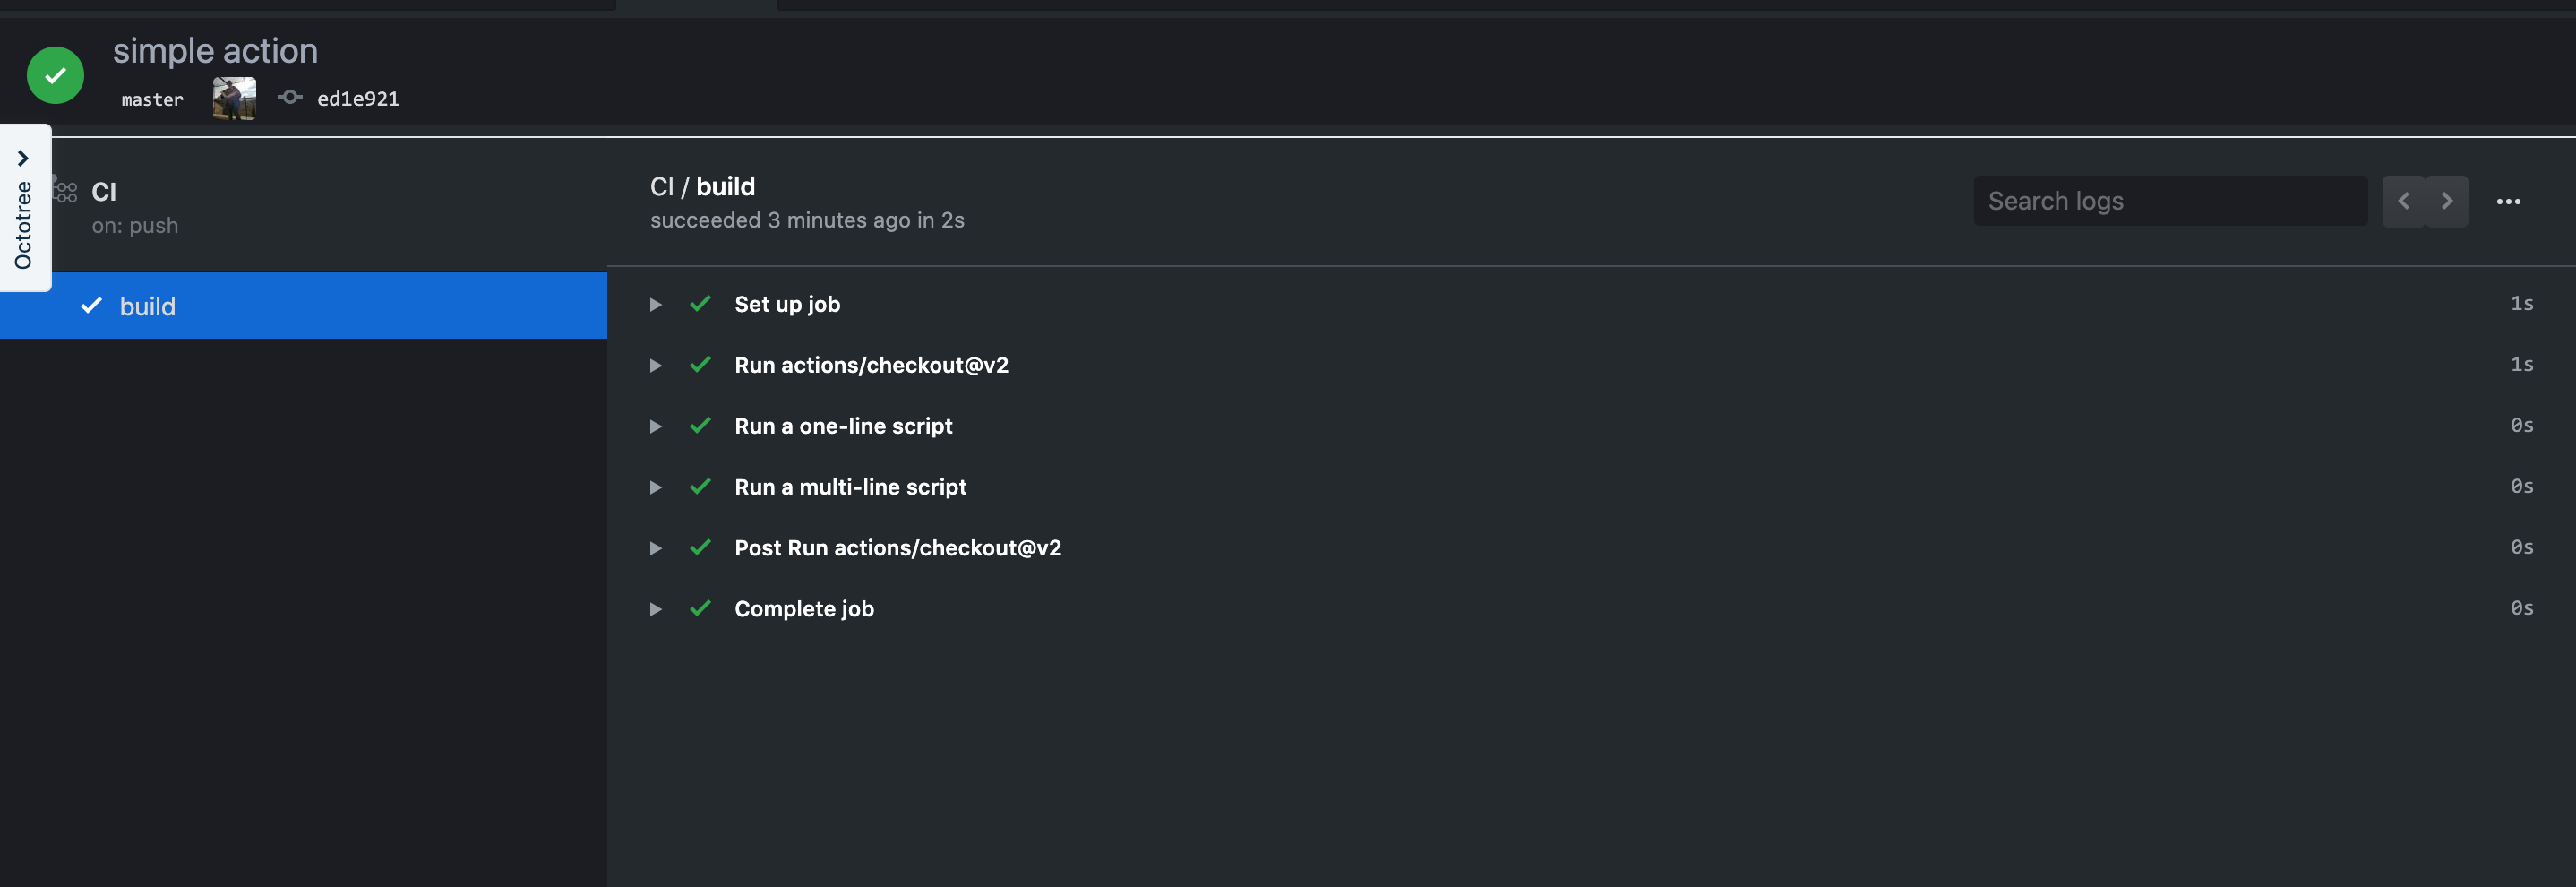 simple action
master ed1e921
Octotree
CI
on: push
build
CI / build
succeeded 3 minutes ago in 2s
Search logs
Set up job 1s
Run actions/checkout@v2 1s
Run a one-line script 0s
Run a multi-line script 0s
Post Run actions/checkout@v2 0s
Complete job 0s